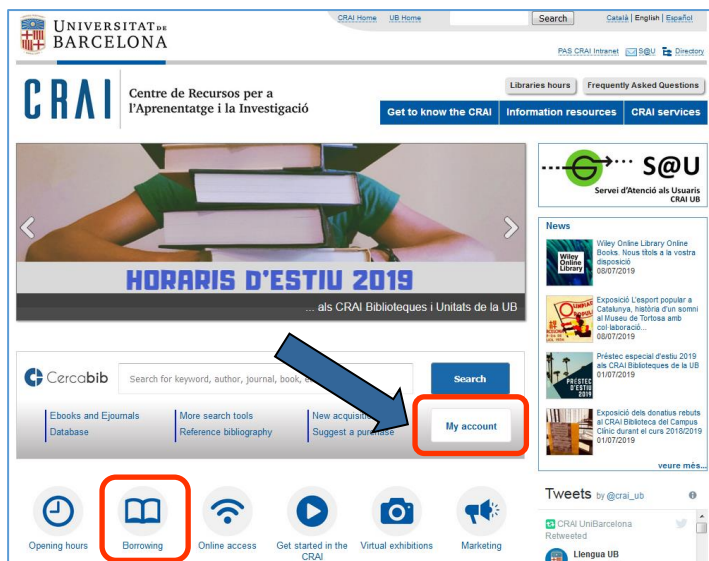 CRAI Home UB Home Search Català | English | Español
UNIVERSITAT DE
BARCELONA
PAS CRAI Intranet S@U Directory
CRAI
Centre de Recursos per a
l'Aprenentatge i la Investigació
Libraries hours Frequently Asked Questions
Get to know the CRAI Information resources CRAI services
HORARIS D'ESTIU 2019
... als CRAI Biblioteques i Unitats de la UB
S@U
Servei d'Atenció als Usuaris
CRAI UB
News
Wiley Online Library
Wiley Online Library Online
Books. Nous títols a la vostra
disposició
08/07/2019
Exposició L'esport popular a
Catalunya, història d'un somni
al Museu de Tortosa amb
col·laboració...
08/07/2019
PRÉSTEC
D'ESTIU
2019
Préstec especial d'estiu 2019
als CRAI Biblioteques de la UB
01/07/2019
Exposició dels donatius rebuts
al CRAI Biblioteca del Campus
Clínic durant el curs 2018/2019
01/07/2019
veure més...
Cercabib
Search for keyword, author, journal, book, e
Search
Ebooks and Ejournals More search tools New acquisiti
Database Reference bibliography Suggest a purchase
My account
Opening hours Borrowing Online access Get started in the
CRAI
Virtual exhibitions Marketing
Tweets by @crai_ub
CRAI UniBarcelona
Retweeted
Llengua UB